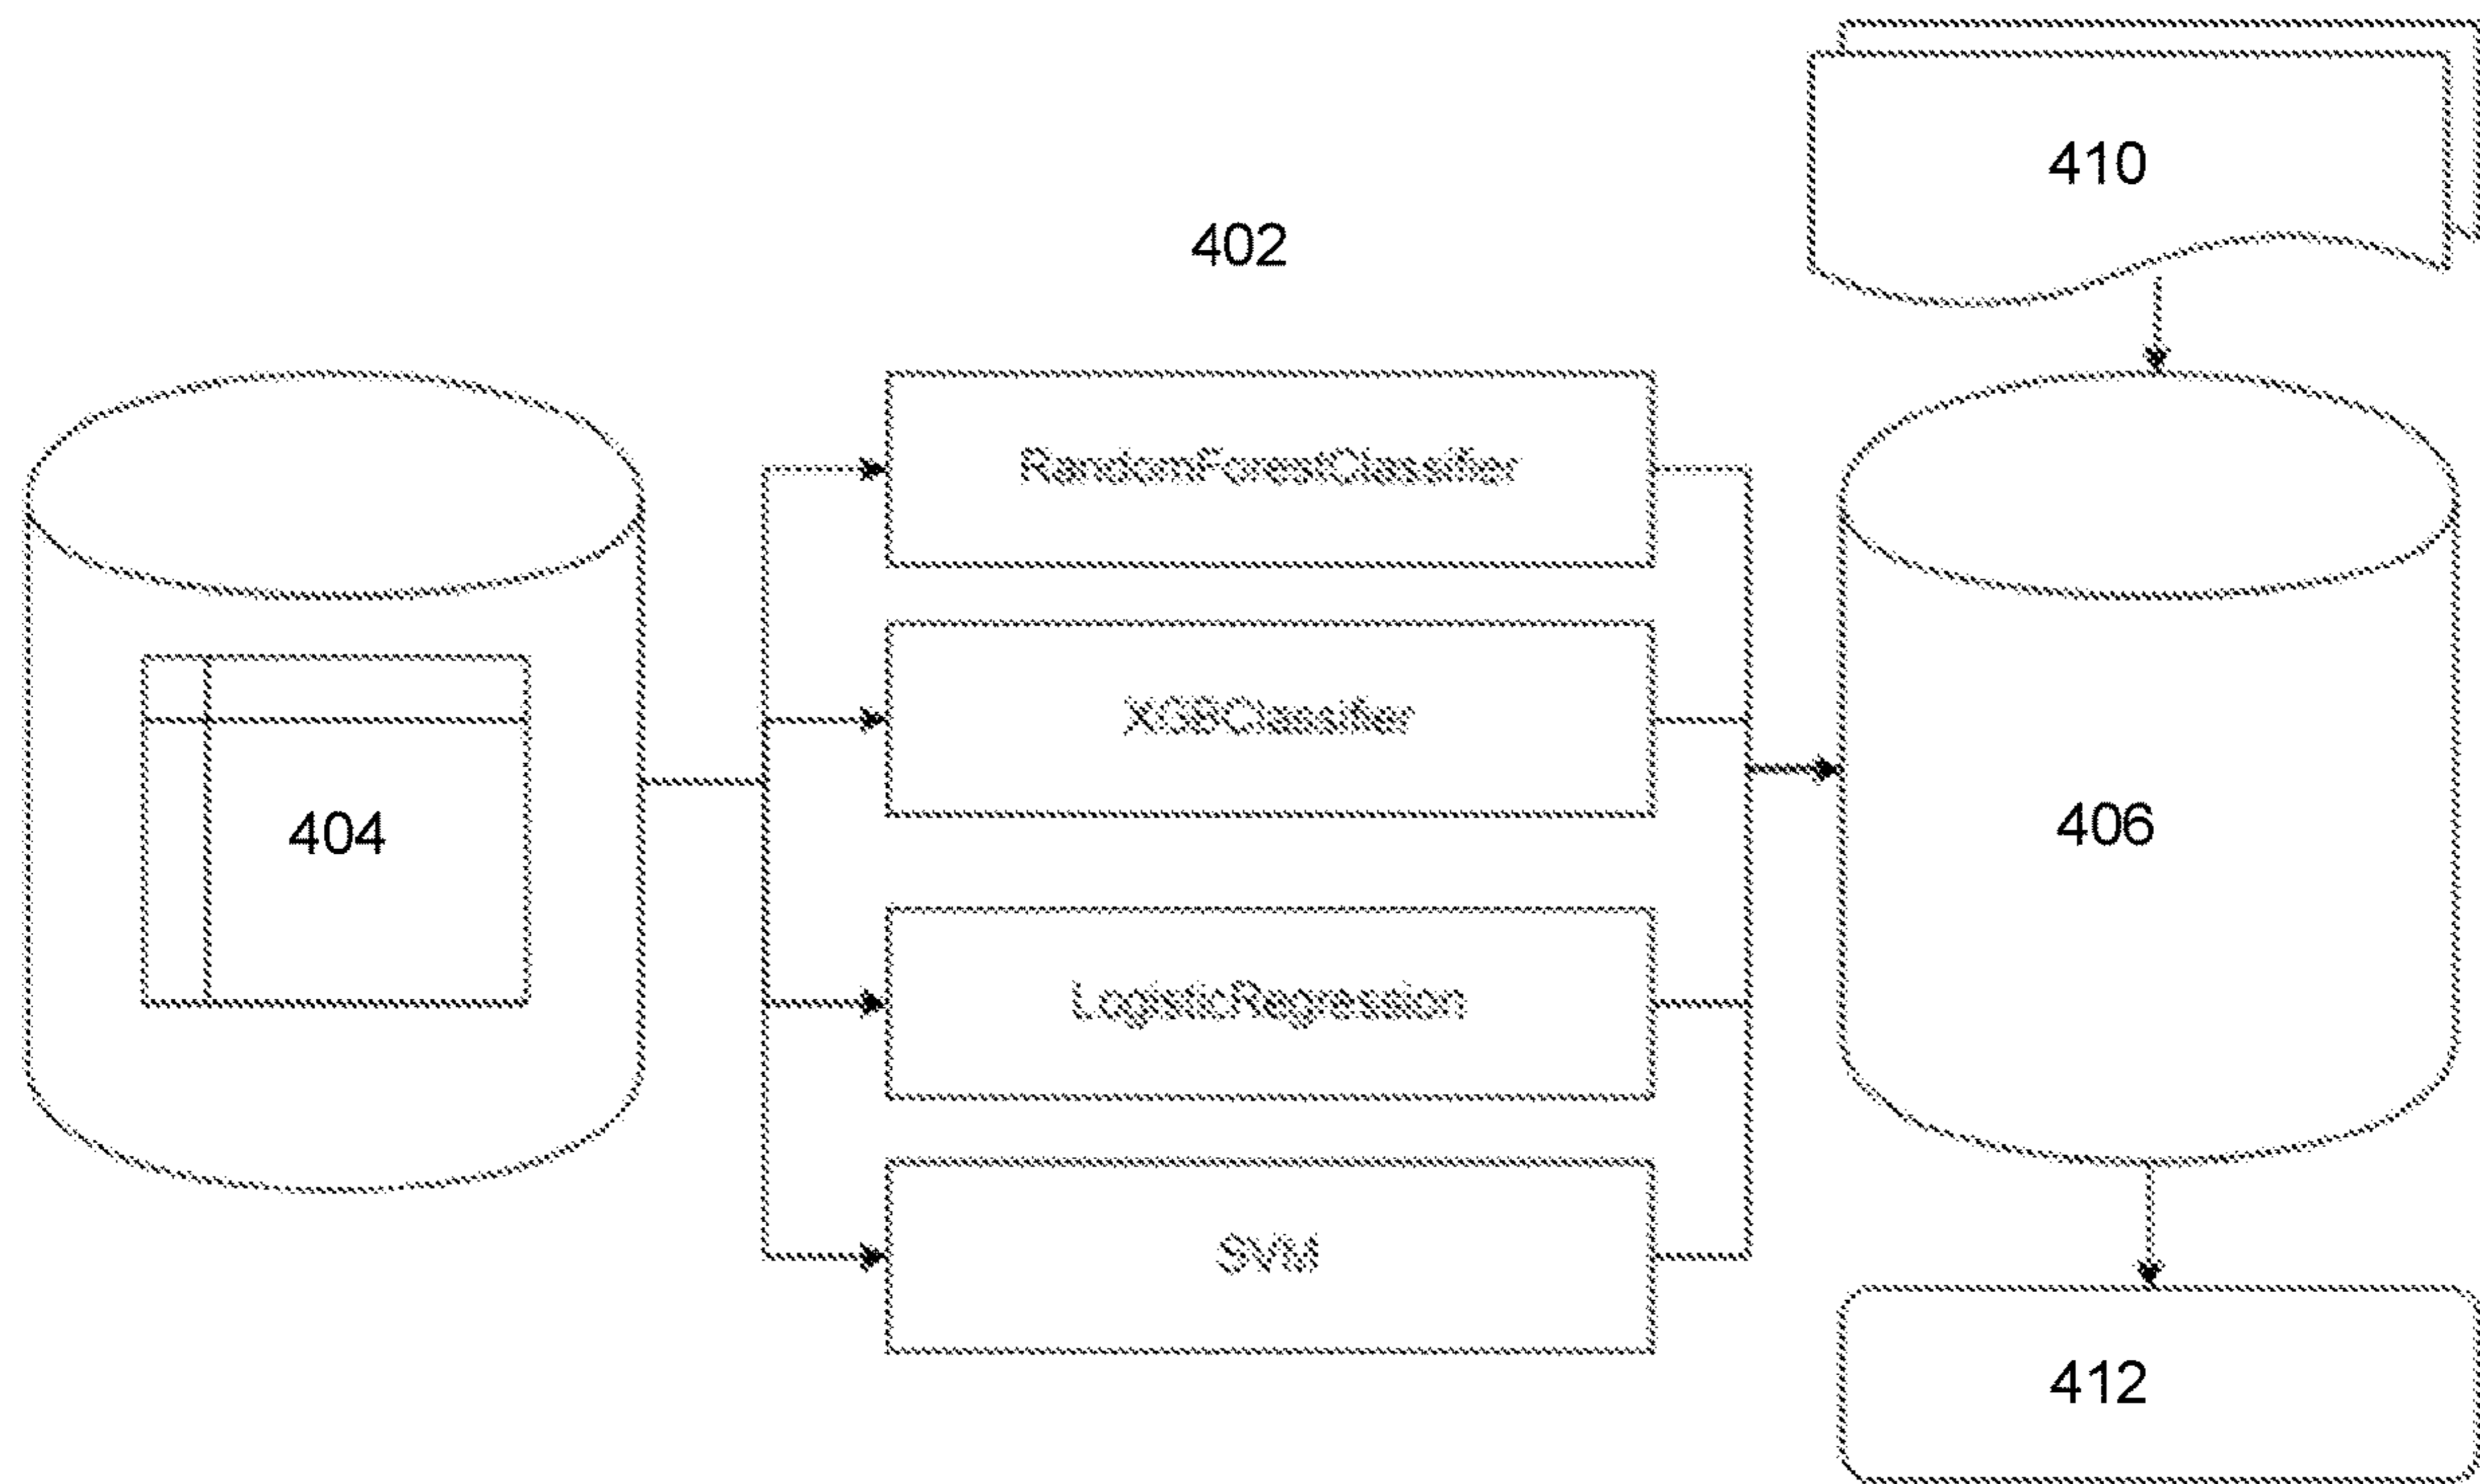 410
402
RandomForestClassifier
XGBClassifier
404
406
LogisticRegression
SVM
412